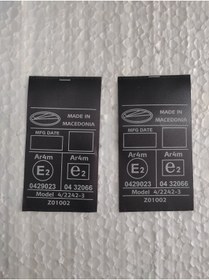 MADE IN
MACEDONIA
MFG DATE
Ar4m Ar4m
E2 e2
0429023 04 32066
Model 4/2242-3
Z01002
MADE IN
MACEDONIA
MFG DATE
Ar4m Ar4m
E2 e2
0429023 04 32066
Model 4/2242-3
Z01002